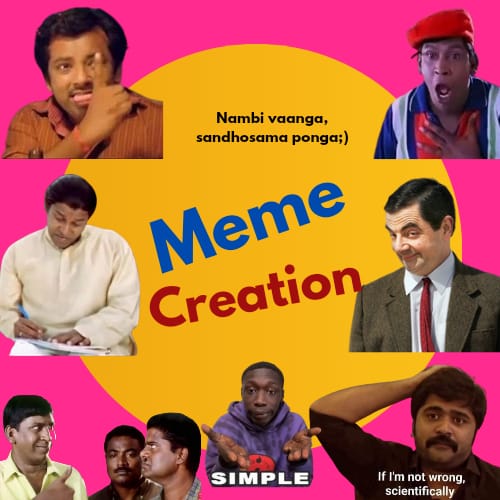 Nambi vaanga,
sandhosama ponga;)
Meme
Creation
SIMPLE
If I'm not wrong,
scientifically